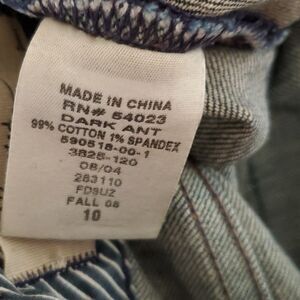 MADE IN CHINA
RN# 54023
DARK ANT
99% COTTON 1% SPANDEX
590518-00-1
3825-120
08/04
283110
FD9UZ
FALL 08
10